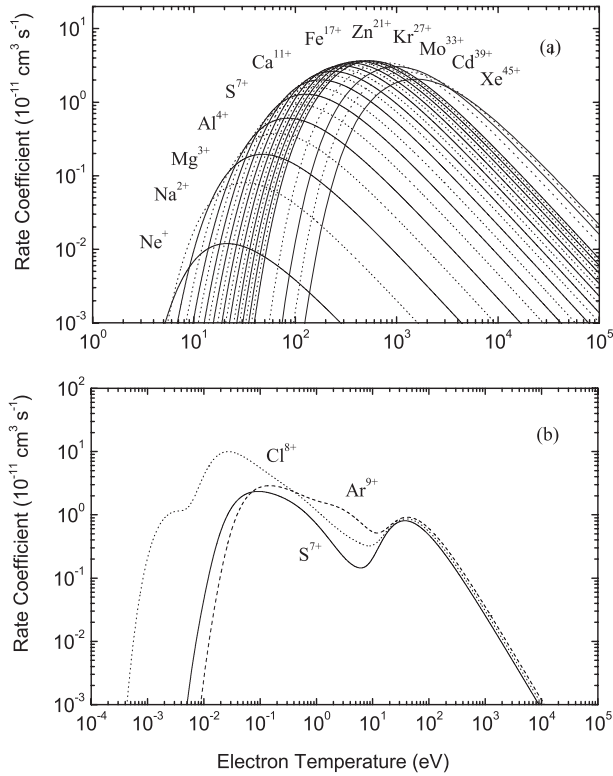 Rate Coefficient (10⁻¹¹ cm³ s⁻¹)
10¹
10⁰
10⁻¹
10⁻²
10⁻³
(a)
Fe¹⁷⁺ Zn²¹⁺ Kr²⁷⁺
Mo³³⁺
Cd³⁹⁺
Xe⁴⁵⁺
Ca¹¹⁺
S⁷⁺
Al⁴⁺
Mg³⁺
Na²⁺
Ne⁺
10⁰ 10¹ 10² 10³ 10⁴ 10⁵
Rate Coefficient (10⁻¹¹ cm³ s⁻¹)
10²
10¹
10⁰
10⁻¹
10⁻²
10⁻³
(b)
Cl⁸⁺
Ar⁹⁺
S⁷⁺
10⁻⁴ 10⁻³ 10⁻² 10⁻¹ 10⁰ 10¹ 10² 10³ 10⁴ 10⁵
Electron Temperature (eV)